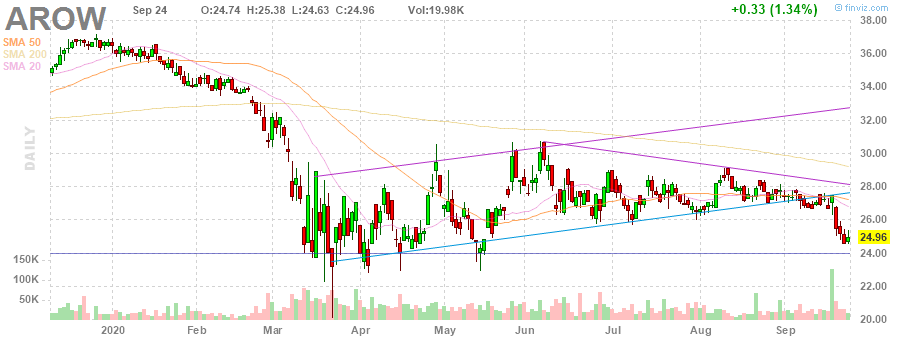 AROW
Sep 24 O:24.74 H:25.38 L:24.63 C:24.96 Vol:19.98K +0.33 (1.34%) © finviz.com
SMA 50
SMA 200
SMA 20
DAILY
38.00
36.00
34.00
32.00
30.00
28.00
26.00
24.96
24.00
22.00
20.00
150K
100K
50K
2020 Feb Mar Apr May Jun Jul Aug Sep